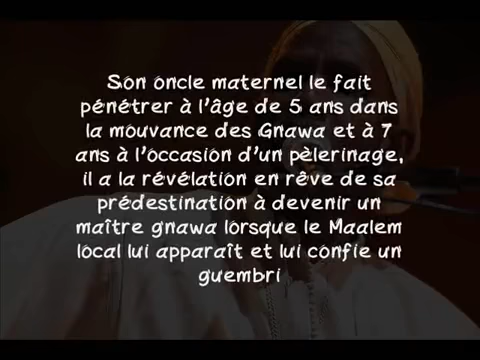 Son oncle maternel le fait
pénétrer à l'âge de 5 ans dans
la mouvance des Gnawa et à 7
ans à l'occasion d'un pèlerinage,
il a la révélation en rêve de sa
prédestination à devenir un
maître gnawa lorsque le Maalem
local lui apparaît et lui confie un
guembri